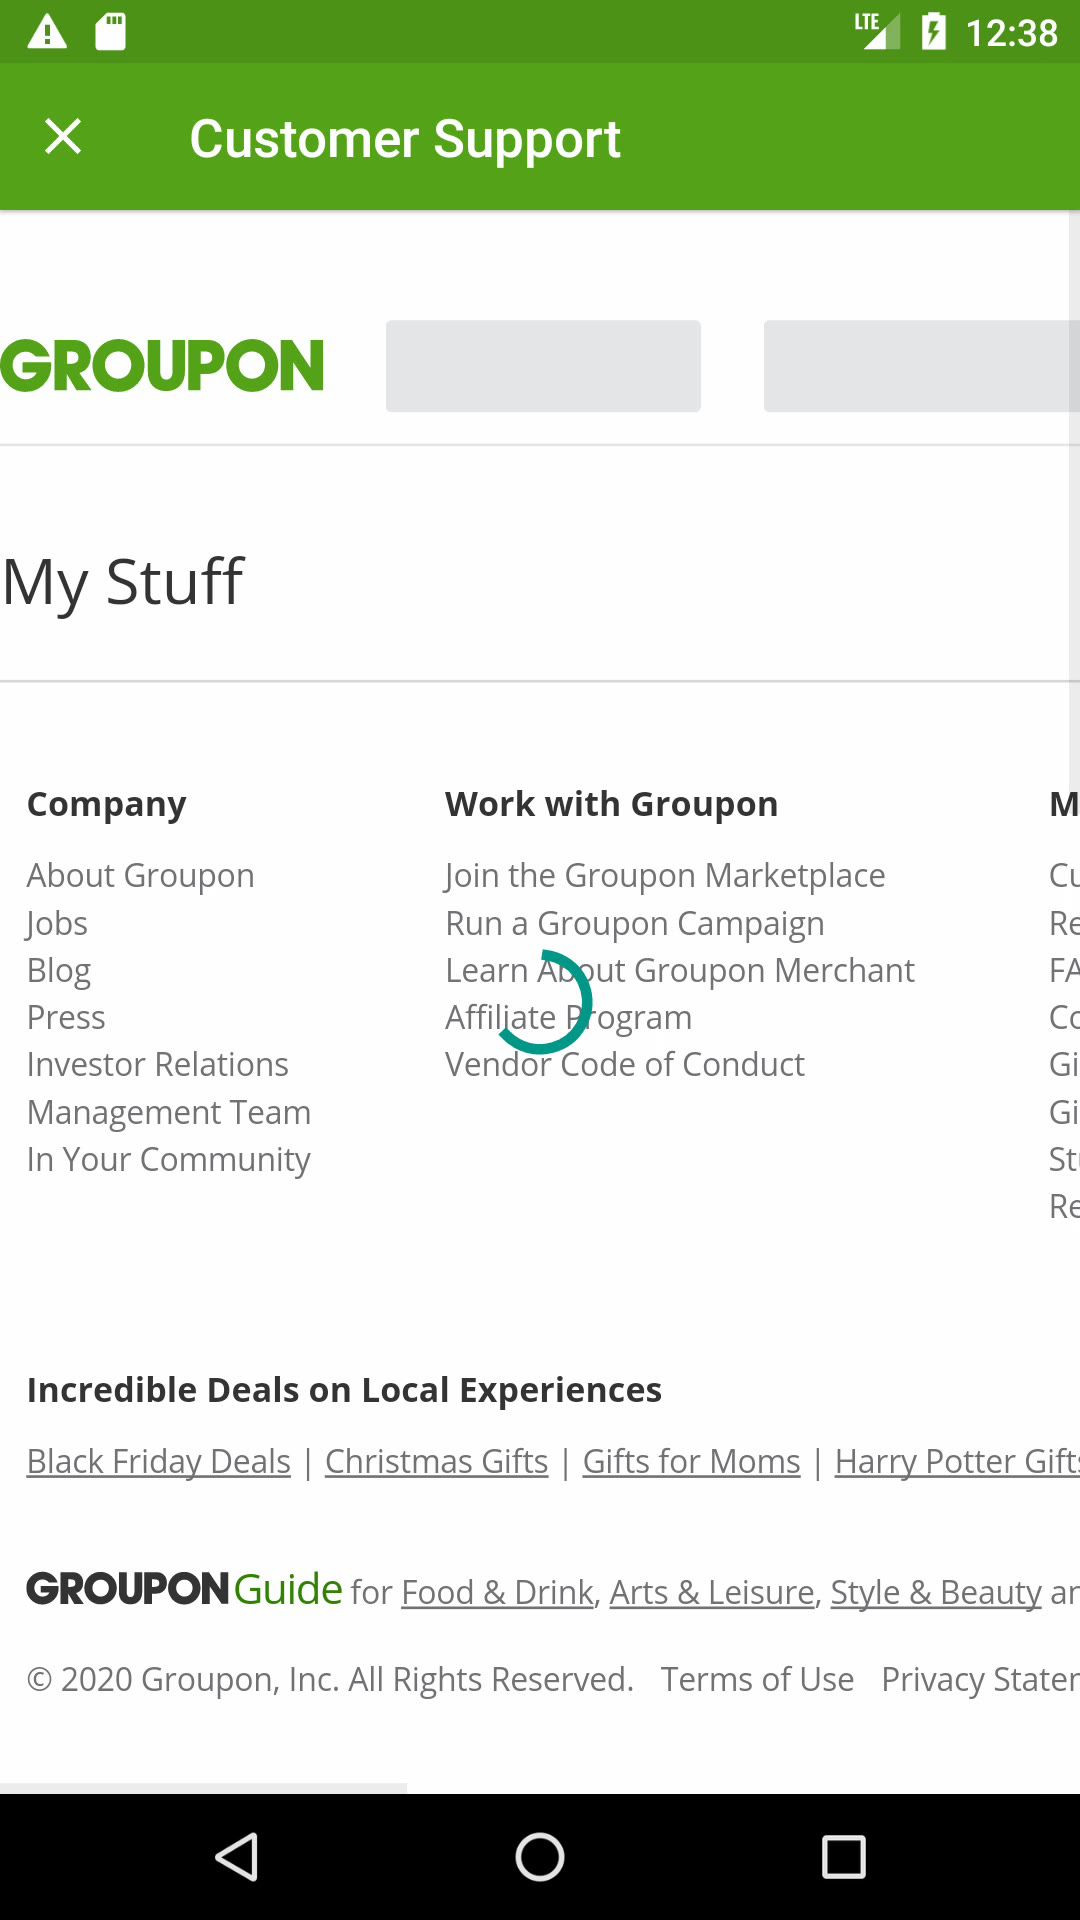 LTE 12:38
Customer Support
GROUPON
My Stuff
Company
About Groupon
Jobs
Blog
Press
Investor Relations
Management Team
In Your Community
Work with Groupon
Join the Groupon Marketplace
Run a Groupon Campaign
Learn About Groupon Merchant
Affiliate Program
Vendor Code of Conduct
M
Cu
Re
FA
Co
Gi
Gi
Stu
Re
Incredible Deals on Local Experiences
Black Friday Deals | Christmas Gifts | Gifts for Moms | Harry Potter Gifts
GROUPON Guide for Food & Drink, Arts & Leisure, Style & Beauty an
© 2020 Groupon, Inc. All Rights Reserved. Terms of Use Privacy Stater